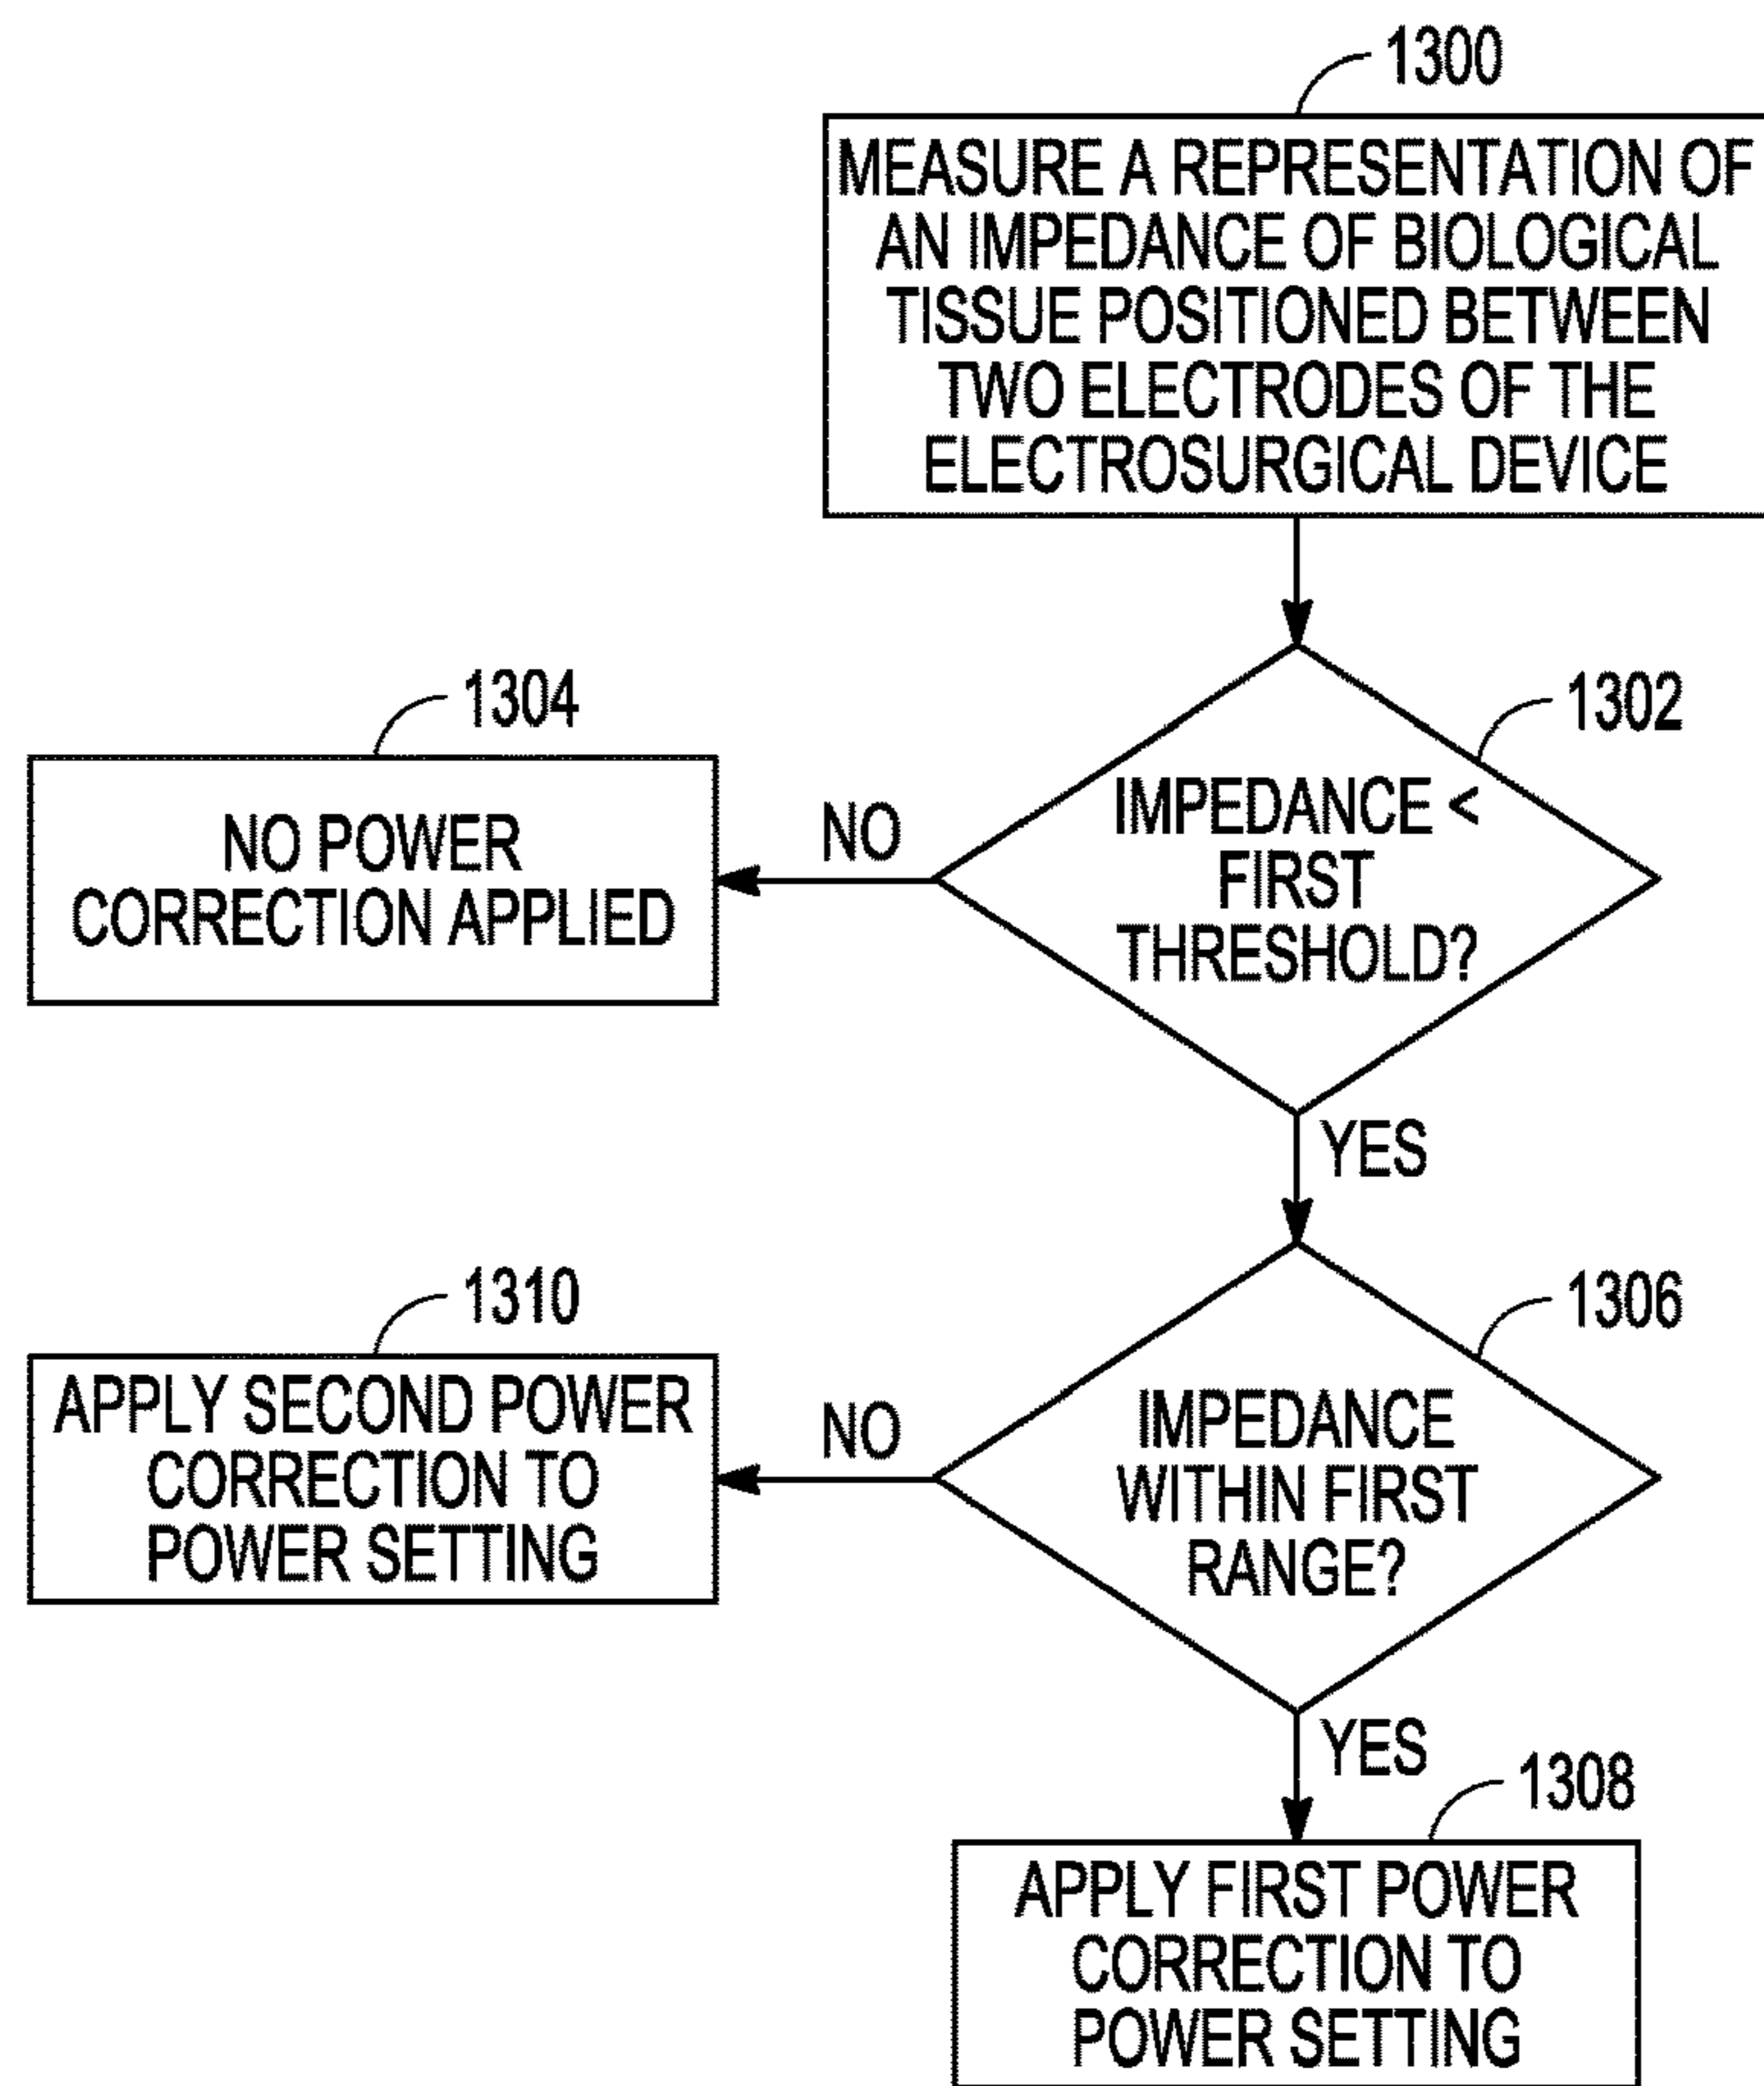 1300
MEASURE A REPRESENTATION OF
AN IMPEDANCE OF BIOLOGICAL
TISSUE POSITIONED BETWEEN
TWO ELECTRODES OF THE
ELECTROSURGICAL DEVICE
1302
IMPEDANCE <
FIRST
THRESHOLD?
NO
1304
NO POWER
CORRECTION APPLIED
YES
1306
IMPEDANCE
WITHIN FIRST
RANGE?
NO
1310
APPLY SECOND POWER
CORRECTION TO
POWER SETTING
YES
1308
APPLY FIRST POWER
CORRECTION TO
POWER SETTING